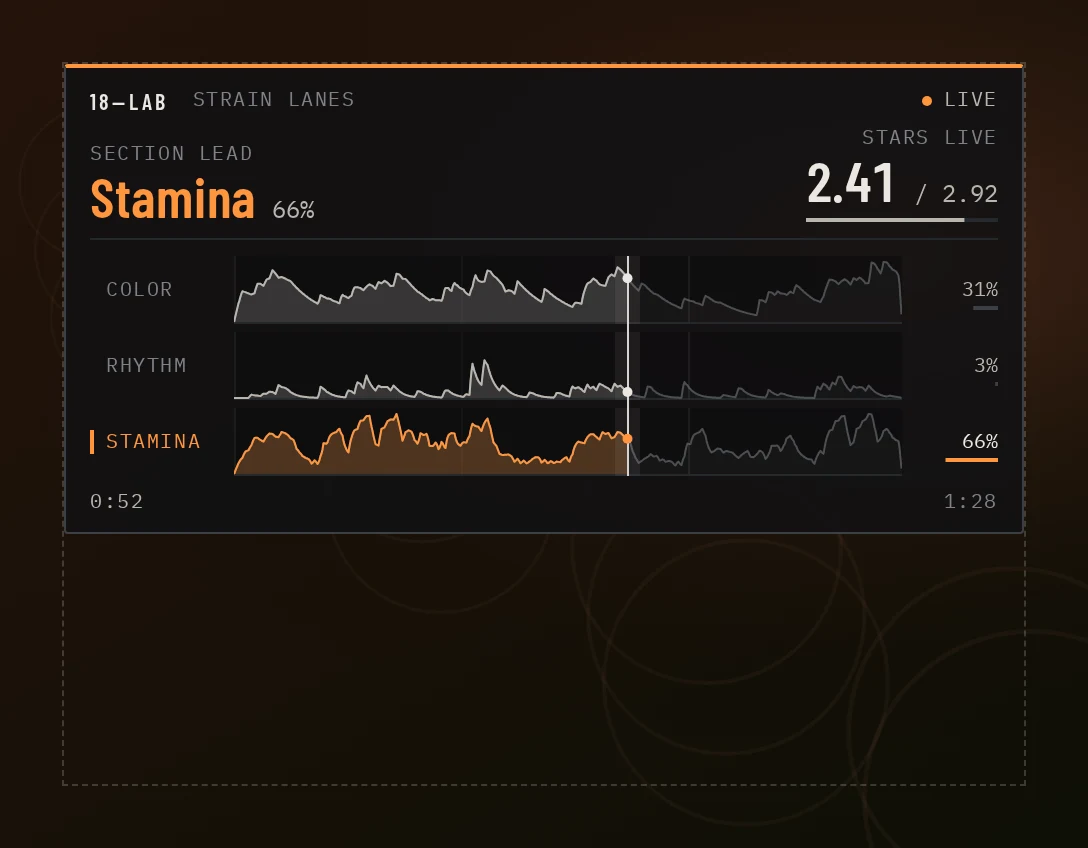 18—LAB STRAIN LANES
LIVE
STARS LIVE
SECTION LEAD
Stamina 66%
2.41 / 2.92
COLOR 31%
RHYTHM 3%
STAMINA 66%
0:52 1:28